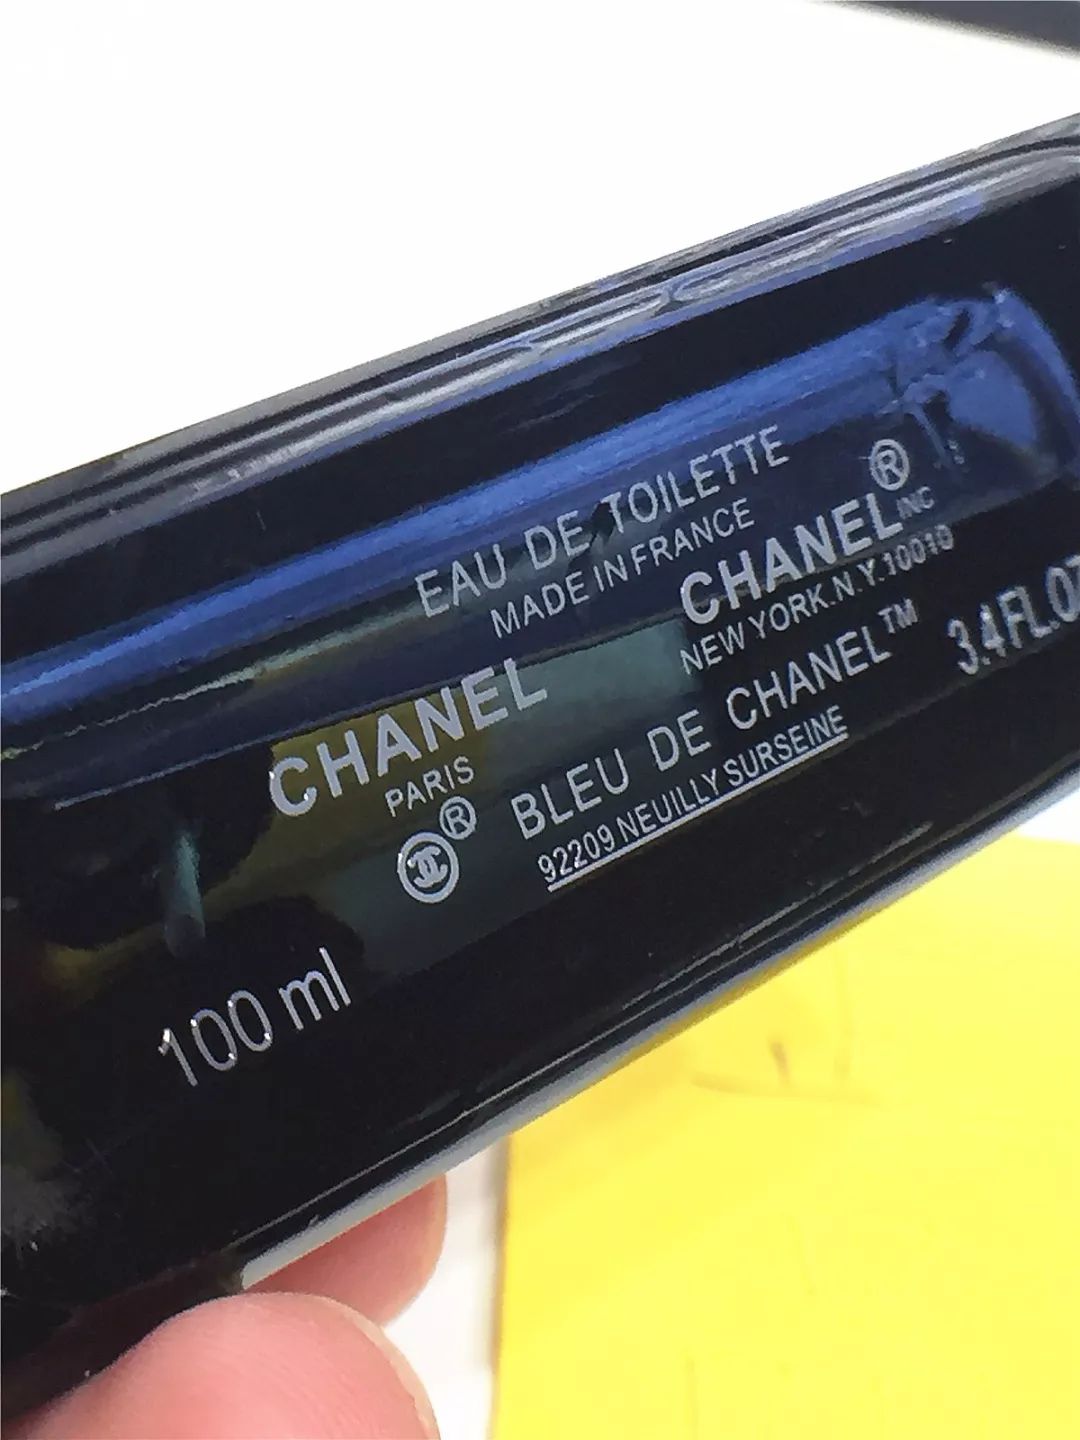 EAU DE TOILETTE
MADE IN FRANCE
CHANEL®
INC
NEW YORK.N.Y.10010
CHANEL
PARIS
®
BLEU DE CHANEL™
92209 NEUILLY SURSEINE
100 ml
3.4FL.OZ